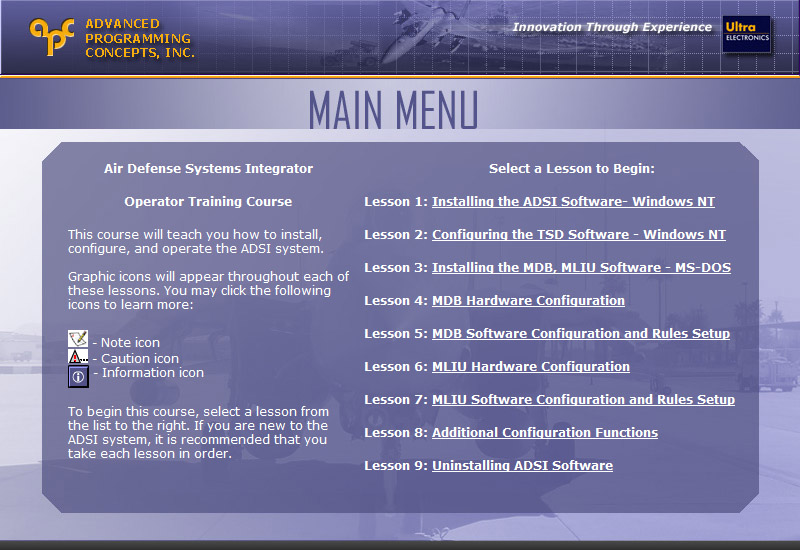 apc
ADVANCED
PROGRAMMING
CONCEPTS, INC.
Innovation Through Experience
Ultra
ELECTRONICS
MAIN MENU
Air Defense Systems Integrator
Operator Training Course
This course will teach you how to install,
configure, and operate the ADSI system.
Graphic icons will appear throughout each of
these lessons. You may click the following
icons to learn more:
- Note icon
- Caution icon
- Information icon
To begin this course, select a lesson from
the list to the right. If you are new to the
ADSI system, it is recommended that you
take each lesson in order.
Select a Lesson to Begin:
Lesson 1: Installing the ADSI Software- Windows NT
Lesson 2: Configuring the TSD Software - Windows NT
Lesson 3: Installing the MDB, MLIU Software - MS-DOS
Lesson 4: MDB Hardware Configuration
Lesson 5: MDB Software Configuration and Rules Setup
Lesson 6: MLIU Hardware Configuration
Lesson 7: MLIU Software Configuration and Rules Setup
Lesson 8: Additional Configuration Functions
Lesson 9: Uninstalling ADSI Software